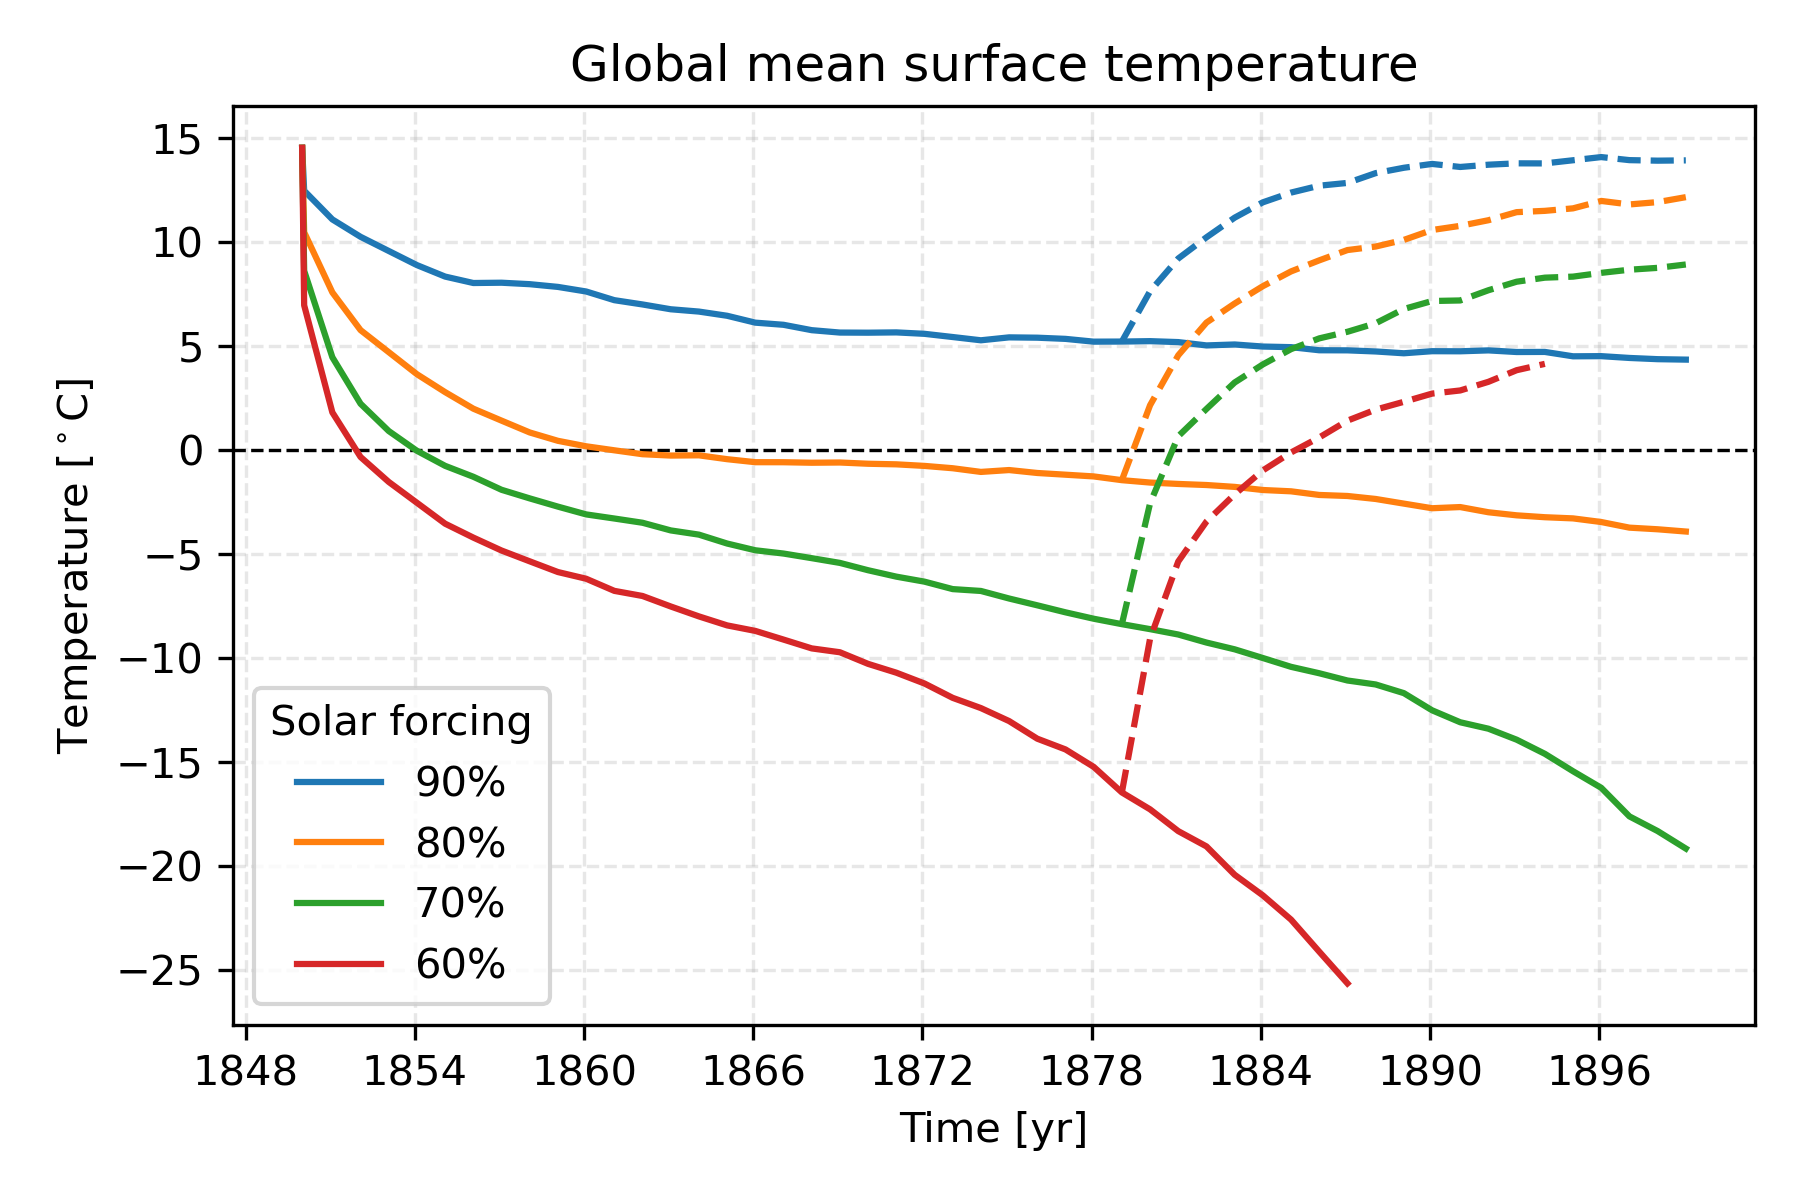 Global mean surface temperature
Temperature [°C]
15
10
5
0
−5
−10
−15
−20
−25
Solar forcing
90%
80%
70%
60%
1848 1854 1860 1866 1872 1878 1884 1890 1896
Time [yr]